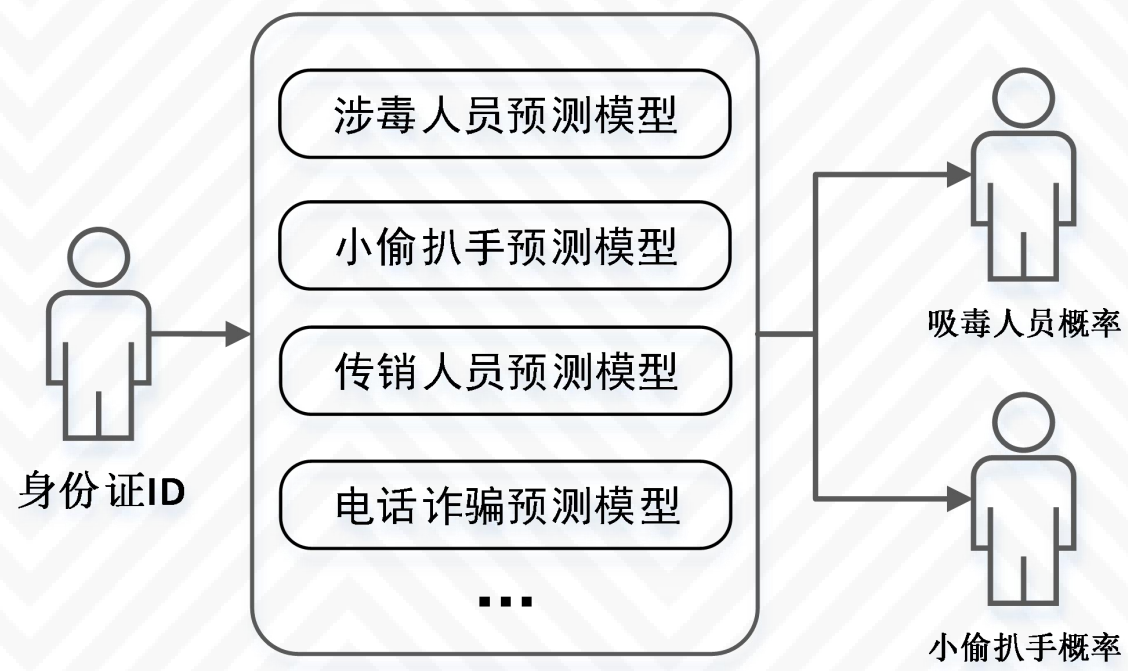 涉毒人员预测模型
小偷扒手预测模型
传销人员预测模型
电话诈骗预测模型
...
身份证ID
吸毒人员概率
小偷扒手概率